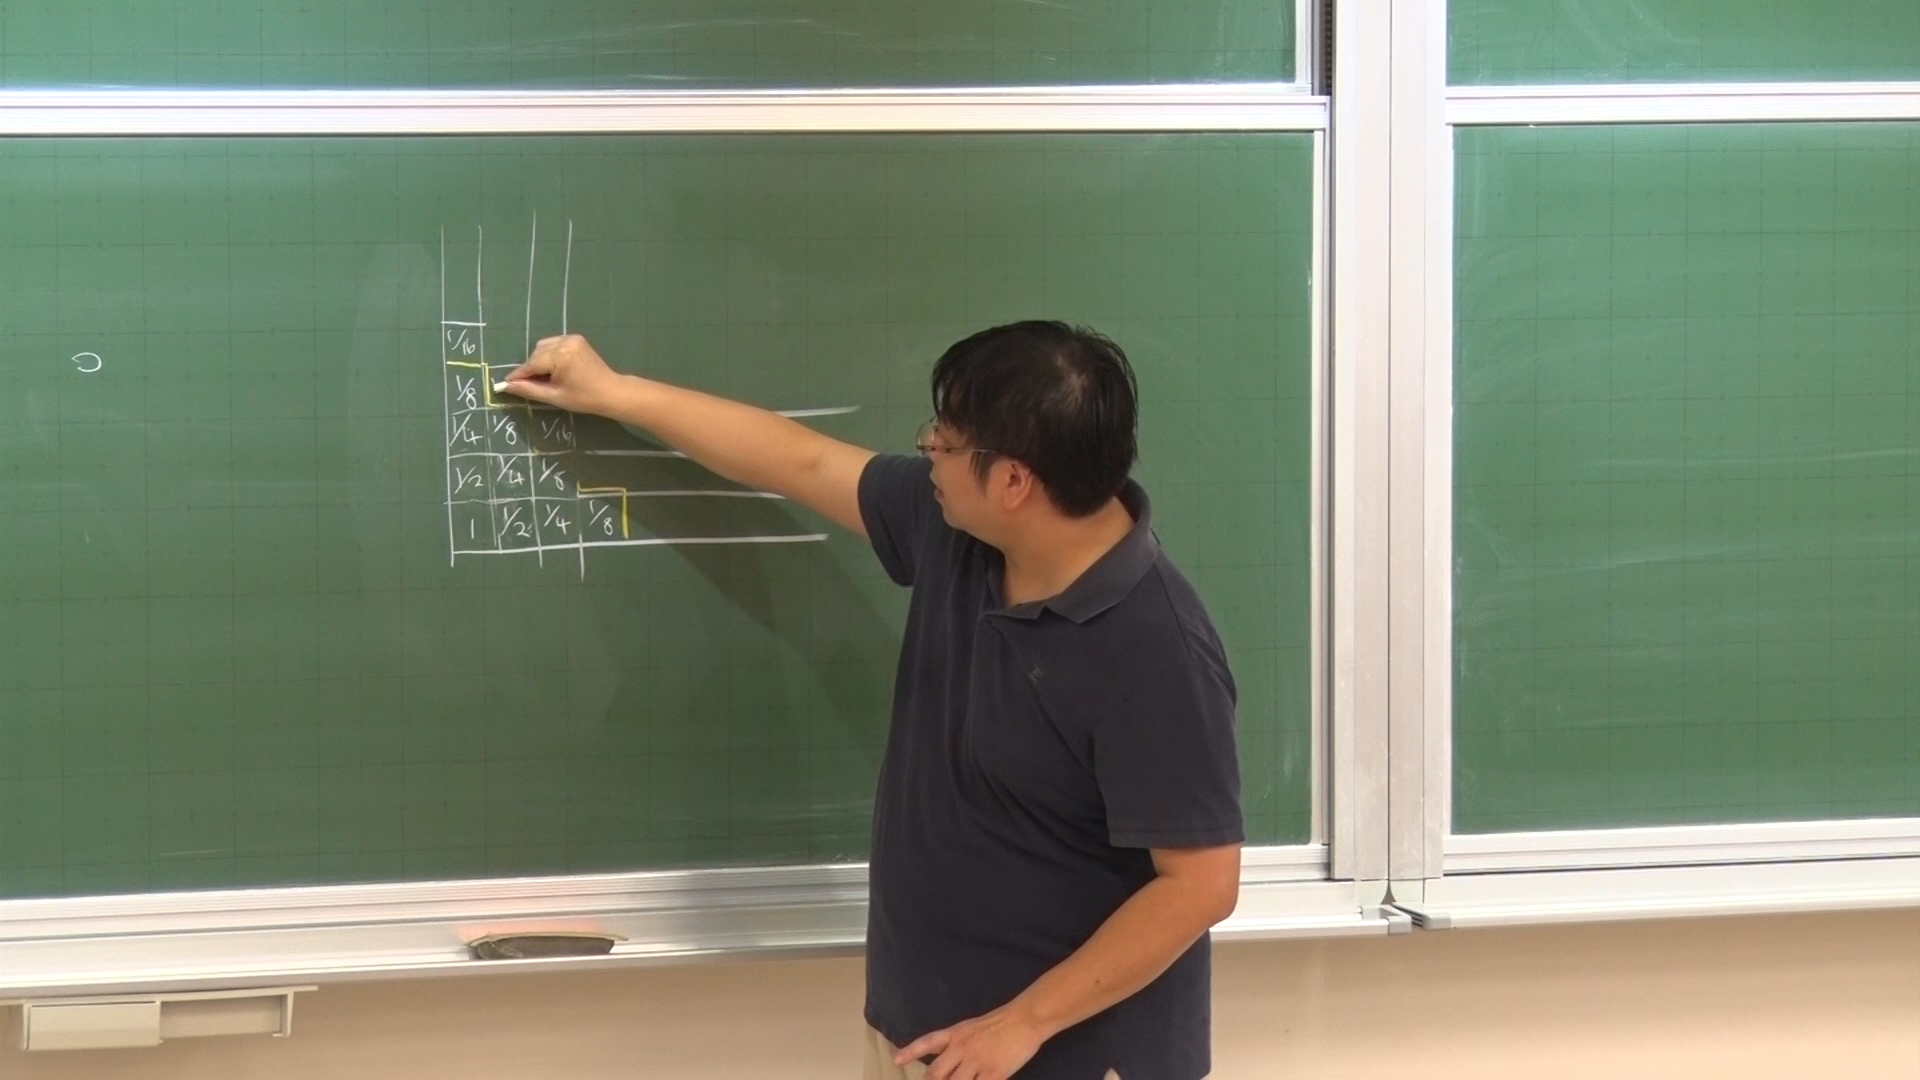 1/16
1/8
1/4 1/8 1/16
1/2 1/4 1/8
1 1/2 1/4 1/8